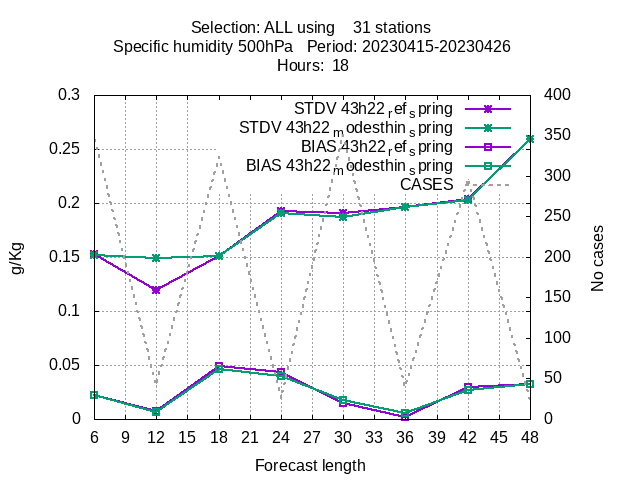 Selection: ALL using    31 stations
Specific humidity 500hPa   Period: 20230415-20230426
Hours:  18
0.3
0.25
0.2
0.15
0.1
0.05
0
g/Kg
STDV 43h22_ref_spring
STDV 43h22_modesthin_spring
BIAS 43h22_ref_spring
BIAS 43h22_modesthin_spring
CASES
400
350
300
250
200
150
100
50
0
No cases
6 9 12 15 18 21 24 27 30 33 36 39 42 45 48
Forecast length